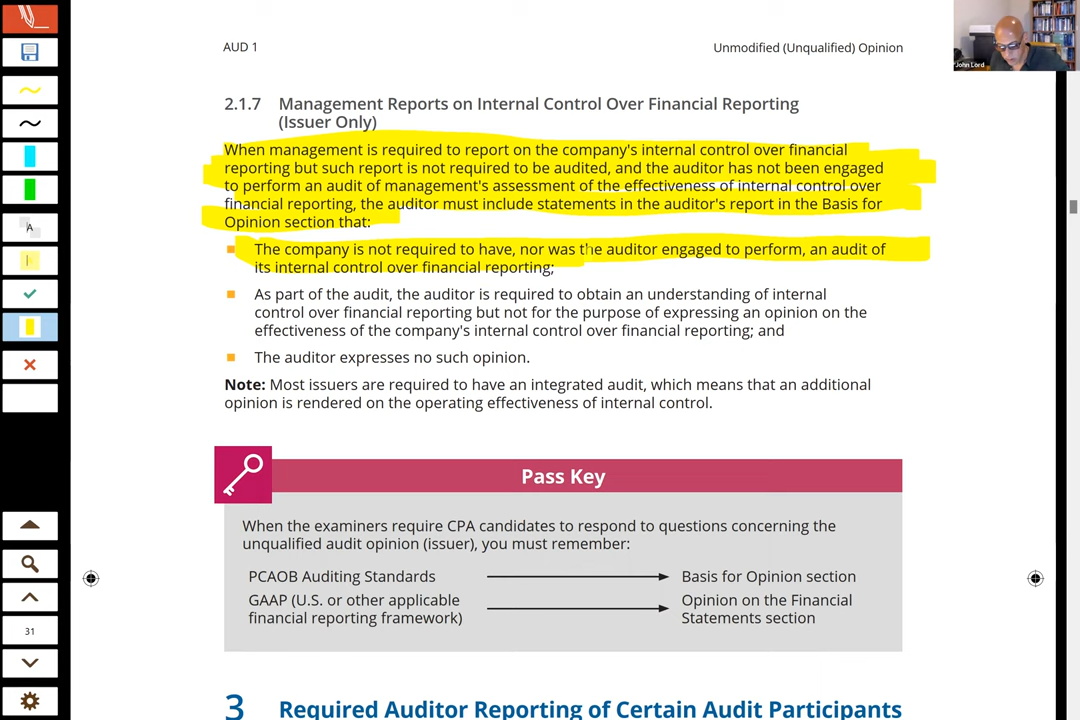 AUD 1
Unmodified (Unqualified) Opinion
John Lord
2.1.7 Management Reports on Internal Control Over Financial Reporting
(Issuer Only)
When management is required to report on the company's internal control over financial
reporting but such report is not required to be audited, and the auditor has not been engaged
to perform an audit of management's assessment of the effectiveness of internal control over
financial reporting, the auditor must include statements in the auditor's report in the Basis for
Opinion section that:
The company is not required to have, nor was the auditor engaged to perform, an audit of
its internal control over financial reporting;
As part of the audit, the auditor is required to obtain an understanding of internal
control over financial reporting but not for the purpose of expressing an opinion on the
effectiveness of the company's internal control over financial reporting; and
The auditor expresses no such opinion.
Note: Most issuers are required to have an integrated audit, which means that an additional
opinion is rendered on the operating effectiveness of internal control.
Pass Key
When the examiners require CPA candidates to respond to questions concerning the
unqualified audit opinion (issuer), you must remember:
PCAOB Auditing Standards
Basis for Opinion section
GAAP (U.S. or other applicable
financial reporting framework)
Opinion on the Financial
Statements section
3 Required Auditor Reporting of Certain Audit Participants
A
31